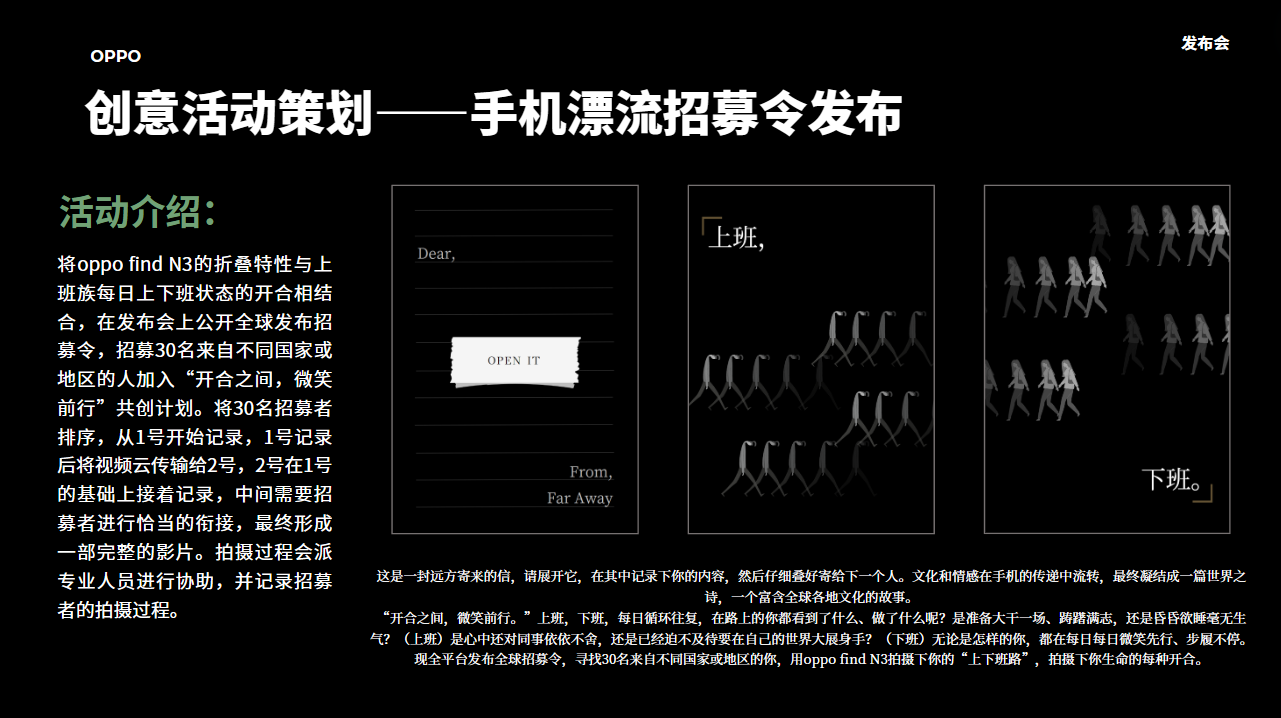 OPPO
发布会
创意活动策划——手机漂流招募令发布
活动介绍：
将oppo find N3的折叠特性与上
班族每日上下班状态的开合相结
合，在发布会上公开全球发布招
募令，招募30名来自不同国家或
地区的人加入“开合之间，微笑
前行”共创计划。将30名招募者
排序，从1号开始记录，1号记录
后将视频云传输给2号，2号在1号
的基础上接着记录，中间需要招
募者进行恰当的衔接，最终形成
一部完整的影片。拍摄过程会派
专业人员进行协助，并记录招募
者的拍摄过程。
Dear,
OPEN IT
From,
Far Away
上班,
下班。
这是一封远方寄来的信，请展开它，在其中记录下你的内容，然后仔细叠好寄给下一个人。文化和情感在手机的传递中流转，最终凝结成一篇世界之
诗，一个富含全球各地文化的故事。
“开合之间，微笑前行。”上班，下班，每日循环往复，在路上的你都看到了什么、做了什么呢？是准备大干一场、踌躇满志，还是昏昏欲睡毫无生
气？（上班）是心中还对同事依依不舍，还是已经迫不及待要在自己的世界大展身手？（下班）无论是怎样的你，都在每日每日微笑先行、步履不停。
现全平台发布全球招募令，寻找30名来自不同国家或地区的你，用oppo find N3拍摄下你的“上下班路”，拍摄下你生命的每种开合。